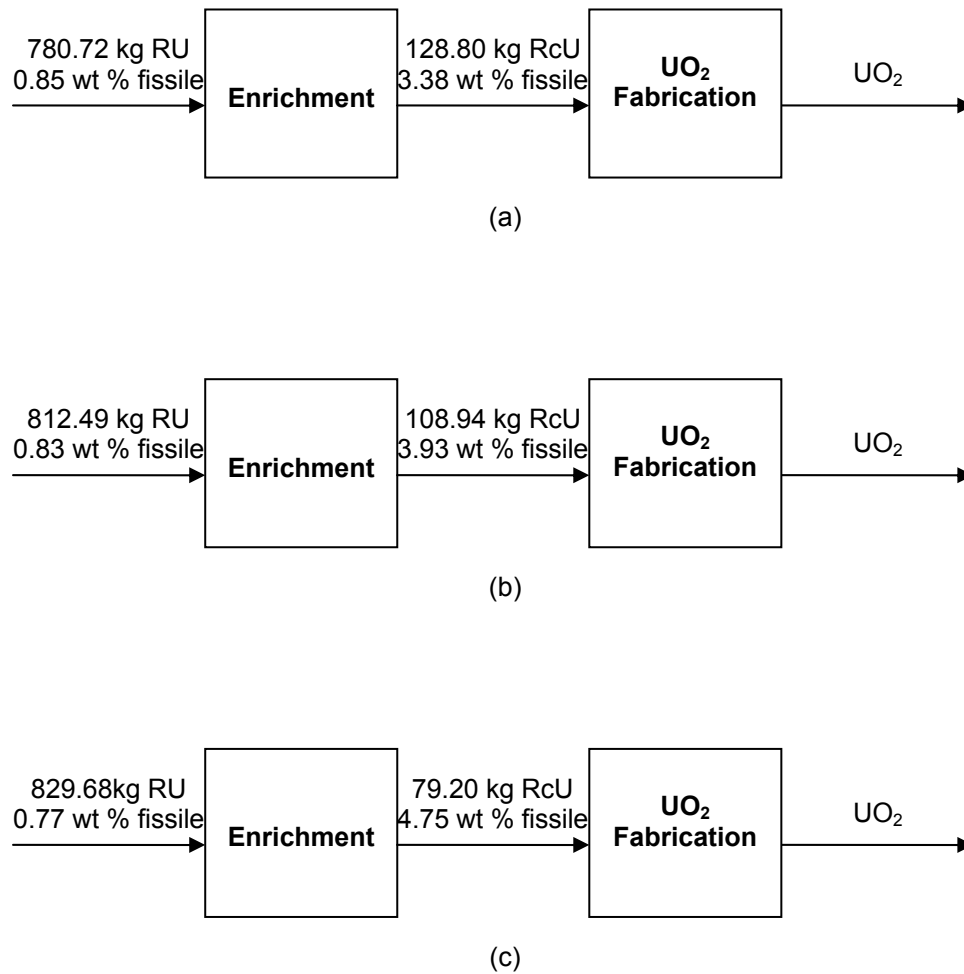 780.72 kg RU
0.85 wt % fissile
Enrichment
128.80 kg RcU
3.38 wt % fissile
UO₂
Fabrication
UO₂
(a)
812.49 kg RU
0.83 wt % fissile
Enrichment
108.94 kg RcU
3.93 wt % fissile
UO₂
Fabrication
UO₂
(b)
829.68kg RU
0.77 wt % fissile
Enrichment
79.20 kg RcU
4.75 wt % fissile
UO₂
Fabrication
UO₂
(c)